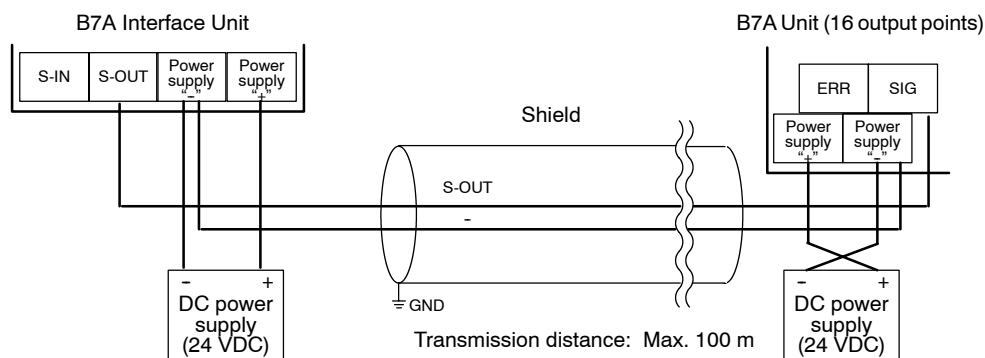 B7A Interface Unit
B7A Unit (16 output points)
S-IN
S-OUT
Power
supply
“-”
Power
supply
“+”
ERR
SIG
Power
supply
“+”
Power
supply
“-”
Shield
S-OUT
-
GND
- +
DC power
supply
(24 VDC)
Transmission distance: Max. 100 m
- +
DC power
supply
(24 VDC)